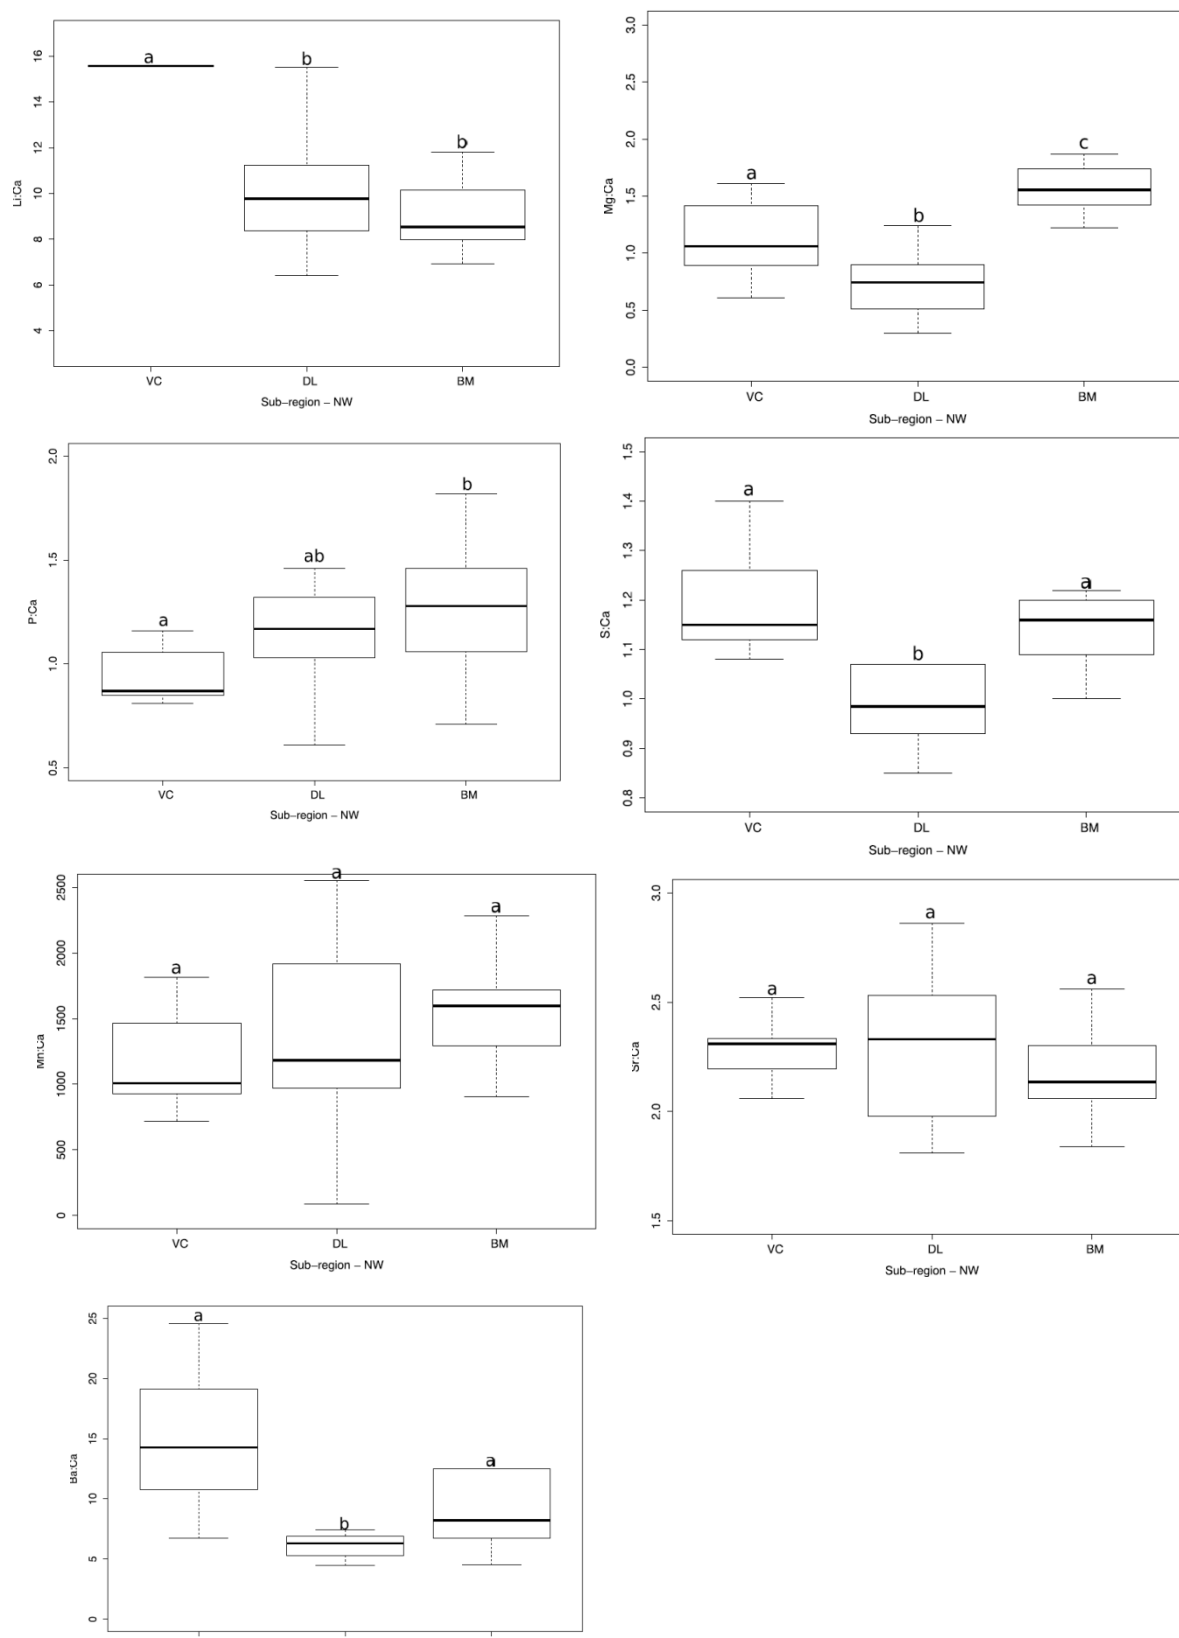 Li:Ca
16
14
12
10
8
6
4
a
b
b
VC DL BM
Sub-region - NW
Mg:Ca
3.0
2.5
2.0
1.5
1.0
0.5
0.0
a
b
c
VC DL BM
Sub-region - NW
P:Ca
2.0
1.5
1.0
0.5
a
ab
b
VC DL BM
Sub-region - NW
S:Ca
1.5
1.4
1.3
1.2
1.1
1.0
0.9
0.8
a
b
a
VC DL BM
Sub-region - NW
Mn:Ca
2500
2000
1500
1000
500
0
a
a
a
VC DL BM
Sub-region - NW
Sr:Ca
3.0
2.5
2.0
1.5
a
a
a
VC DL BM
Sub-region - NW
Ba:Ca
25
20
15
10
5
0
a
b
a